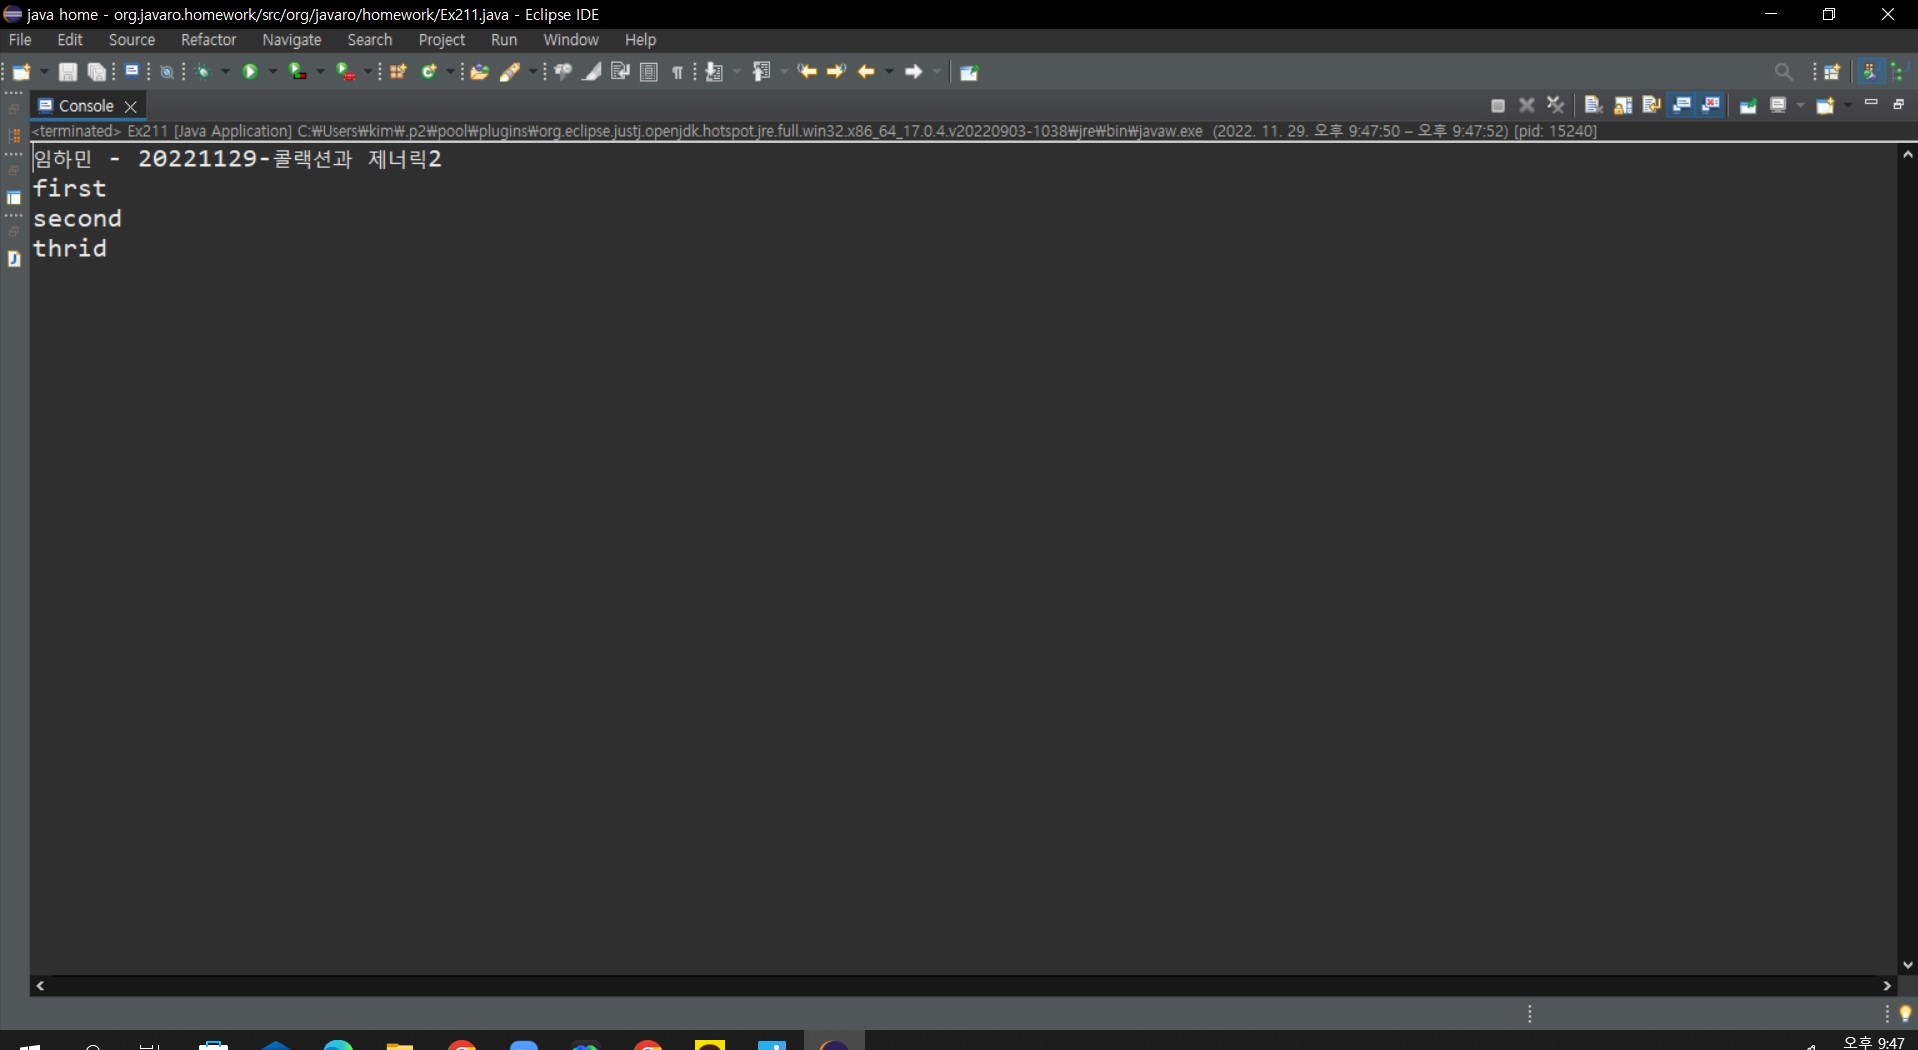 java home - org.javaro.homework/src/org/javaro/homework/Ex211.java - Eclipse IDE
File Edit Source Refactor Navigate Search Project Run Window Help
Console
<terminated> Ex211 [Java Application] C:₩Users₩kim₩.p2₩pool₩plugins₩org.eclipse.justj.openjdk.hotspot.jre.full.win32.x86_64_17.0.4.v20220903-1038₩jre₩bin₩javaw.exe (2022. 11. 29. 오후 9:47:50 – 오후 9:47:52) [pid: 15240]
임하민 - 20221129-콜랙션과 제너릭2
first
second
thrid
오후 9:47